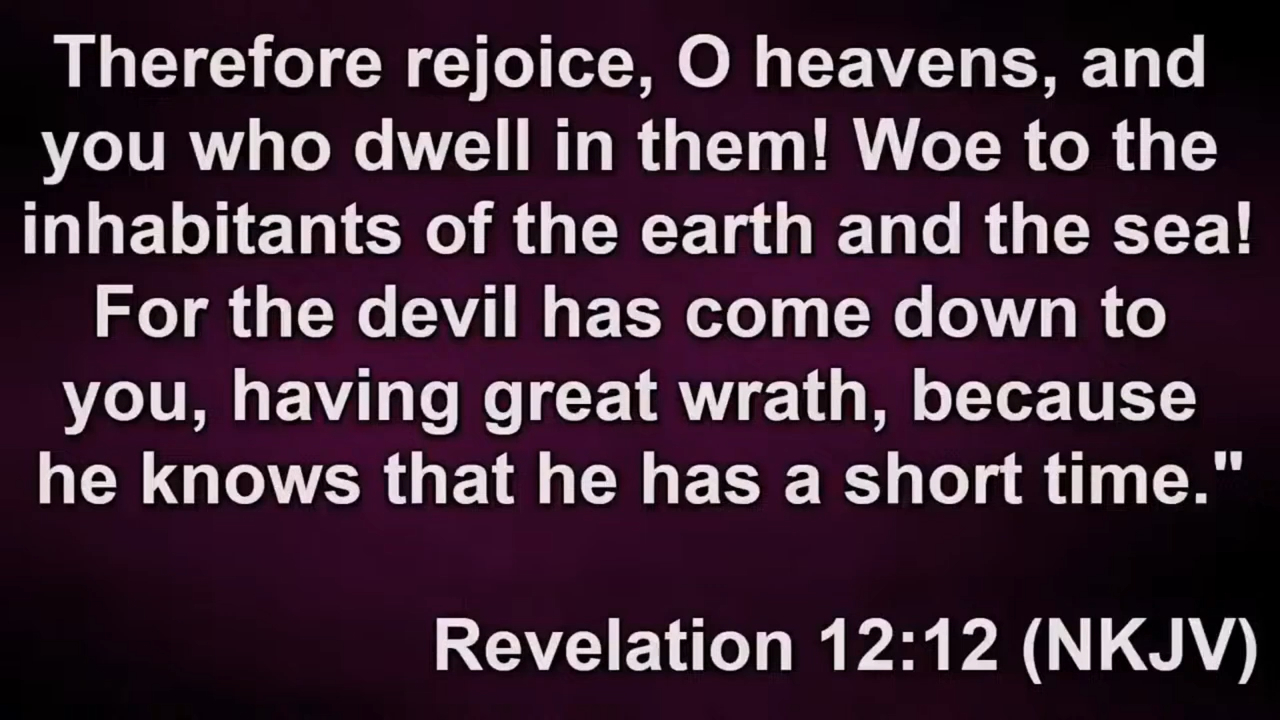 Therefore rejoice, O heavens, and
you who dwell in them! Woe to the
inhabitants of the earth and the sea!
For the devil has come down to
you, having great wrath, because
he knows that he has a short time."
Revelation 12:12 (NKJV)